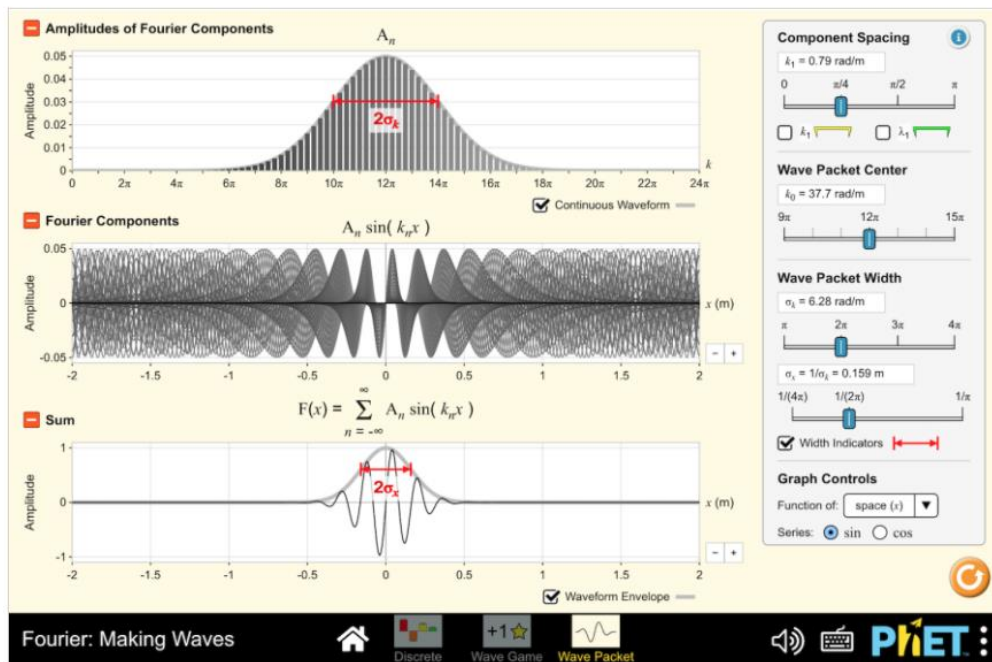 Amplitudes of Fourier Components
Aₙ
Amplitude
0.05
0.05
0.04
0.03
0.02
0.01
0
2σₖ
k
0 2π 4π 6π 8π 10π 12π 14π 16π 18π 20π 22π 24π
Continuous Waveform
Fourier Components
Aₙ sin( kₙx )
Amplitude
0.05
0
-0.05
x (m)
-2 -1.5 -1 -0.5 0 0.5 1 1.5 2
- +
Sum
F(x) = ∞ Σ n = -∞ Aₙ sin( kₙx )
Amplitude
1
0
-1
2σₓ
x (m)
-2 -1.5 -1 -0.5 0 0.5 1 1.5 2
- +
Waveform Envelope
Component Spacing
k₁ = 0.79 rad/m
0 π/4 π/2 π
k₁ λ₁
Wave Packet Center
k₀ = 37.7 rad/m
9π 12π 15π
Wave Packet Width
σₖ = 6.28 rad/m
π 2π 3π 4π
σₓ = 1/σₖ = 0.159 m
1/(4π) 1/(2π) 1/π
Width Indicators
Graph Controls
Function of: space (x)
Series: sin cos
Fourier: Making Waves
+1
Discrete Wave Game Wave Packet
PhET